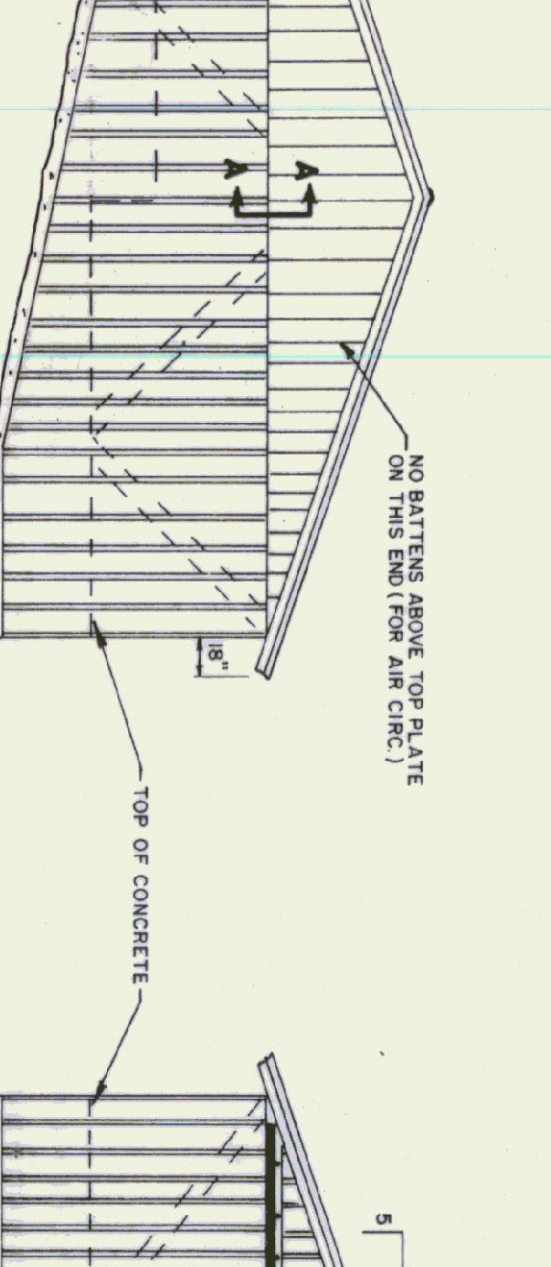 A A
NO BATTENS ABOVE TOP PLATE
ON THIS END (FOR AIR CIRC.)
18"
TOP OF CONCRETE
5